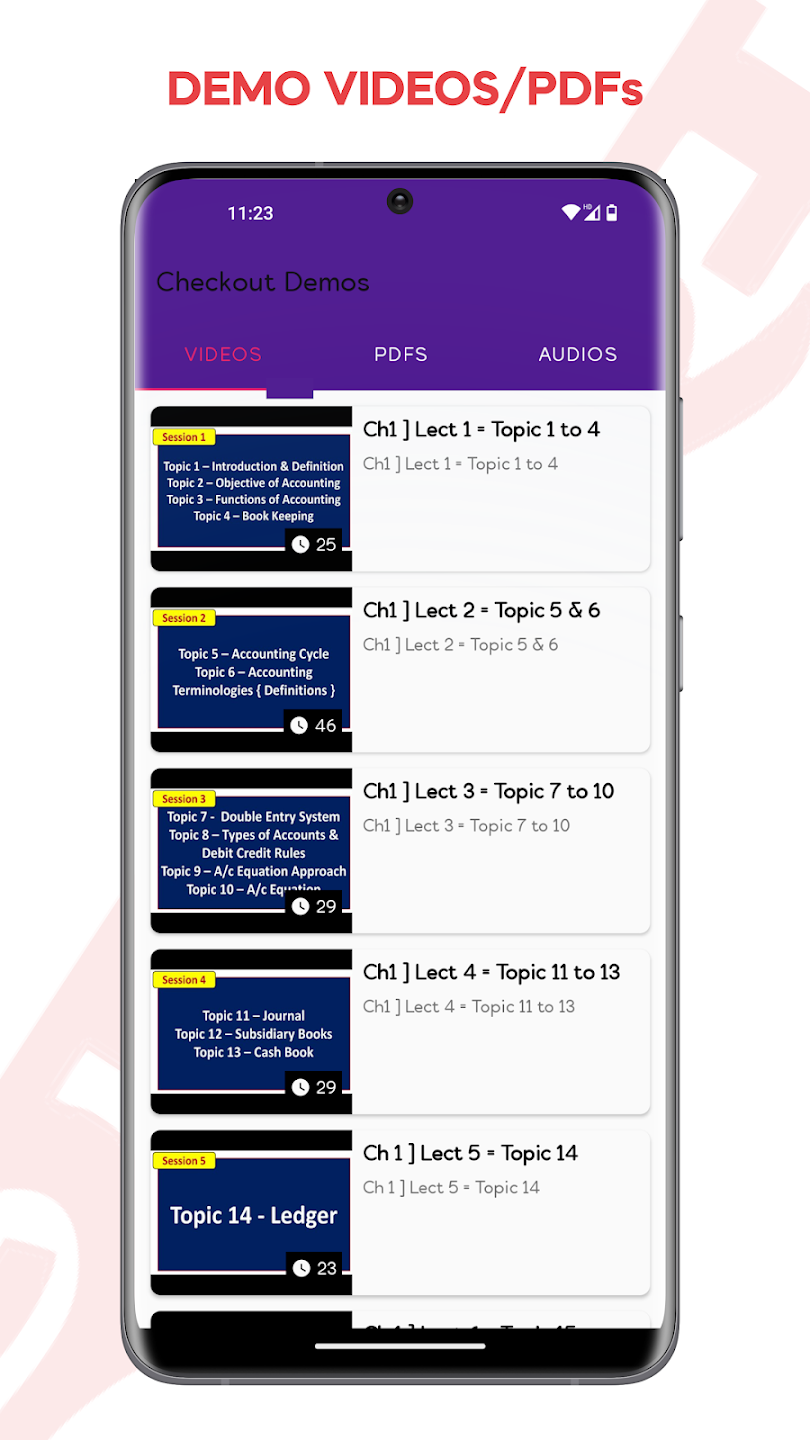 DEMO VIDEOS/PDFs
11:23
HD
Checkout Demos
VIDEOS
PDFS
AUDIOS
Session 1
Topic 1 – Introduction & Definition
Topic 2 – Objective of Accounting
Topic 3 – Functions of Accounting
Topic 4 – Book Keeping
25
Ch1 ] Lect 1 = Topic 1 to 4
Ch1 ] Lect 1 = Topic 1 to 4
Session 2
Topic 5 – Accounting Cycle
Topic 6 – Accounting
Terminologies { Definitions }
46
Ch1 ] Lect 2 = Topic 5 & 6
Ch1 ] Lect 2 = Topic 5 & 6
Session 3
Topic 7 - Double Entry System
Topic 8 – Types of Accounts &
Debit Credit Rules
Topic 9 – A/c Equation Approach
Topic 10 – A/c Equation
29
Ch1 ] Lect 3 = Topic 7 to 10
Ch1 ] Lect 3 = Topic 7 to 10
Session 4
Topic 11 – Journal
Topic 12 – Subsidiary Books
Topic 13 – Cash Book
29
Ch1 ] Lect 4 = Topic 11 to 13
Ch1 ] Lect 4 = Topic 11 to 13
Session 5
Topic 14 - Ledger
23
Ch 1 ] Lect 5 = Topic 14
Ch 1 ] Lect 5 = Topic 14